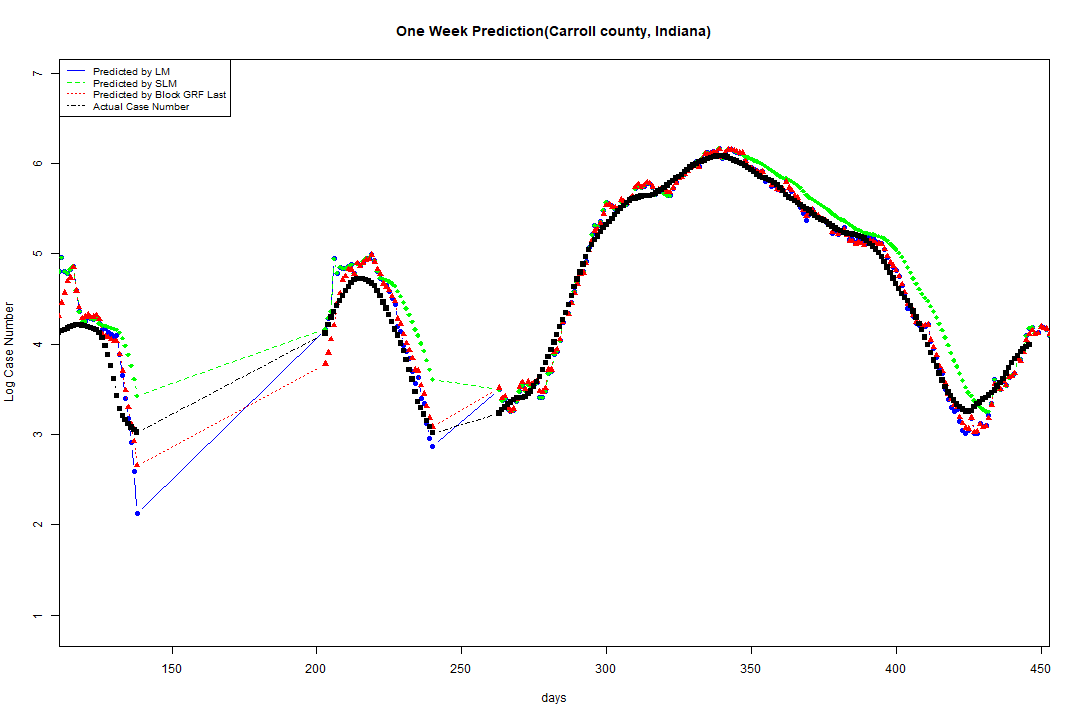 One Week Prediction(Carroll county, Indiana)
Predicted by LM
Predicted by SLM
Predicted by Block GRF Last
Actual Case Number
7
6
5
4
3
2
1
Log Case Number
150
200
250
300
350
400
450
days